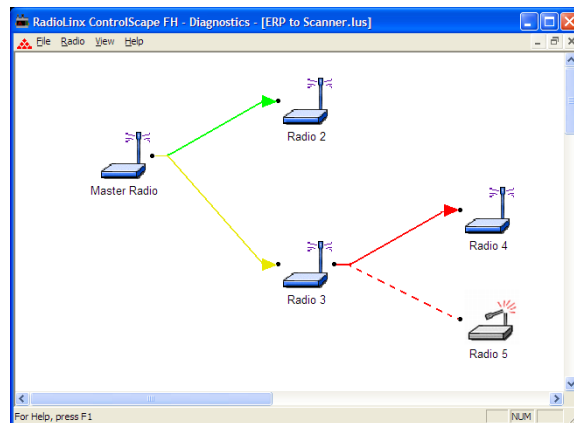 RadioLinx ControlScape FH - Diagnostics - [ERP to Scanner.lus]
File Radio View Help
Radio 2
Master Radio
Radio 4
Radio 3
Radio 5
For Help, press F1
NUM